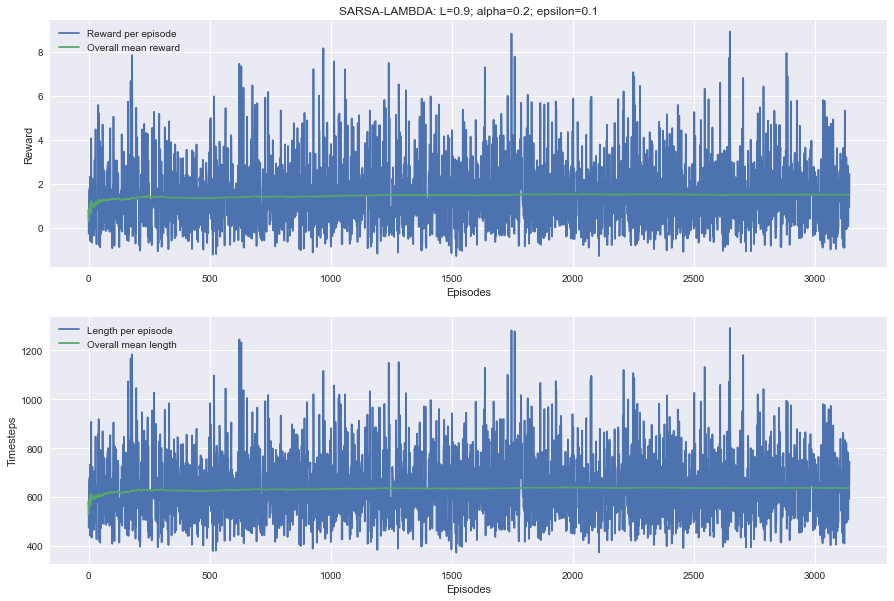 SARSA-LAMBDA: L=0.9; alpha=0.2; epsilon=0.1
Reward per episode
Overall mean reward
8
6
4
2
0
Reward
0 500 1000 1500 2000 2500 3000
Episodes
Length per episode
Overall mean length
1200
1000
800
600
400
Timesteps
0 500 1000 1500 2000 2500 3000
Episodes